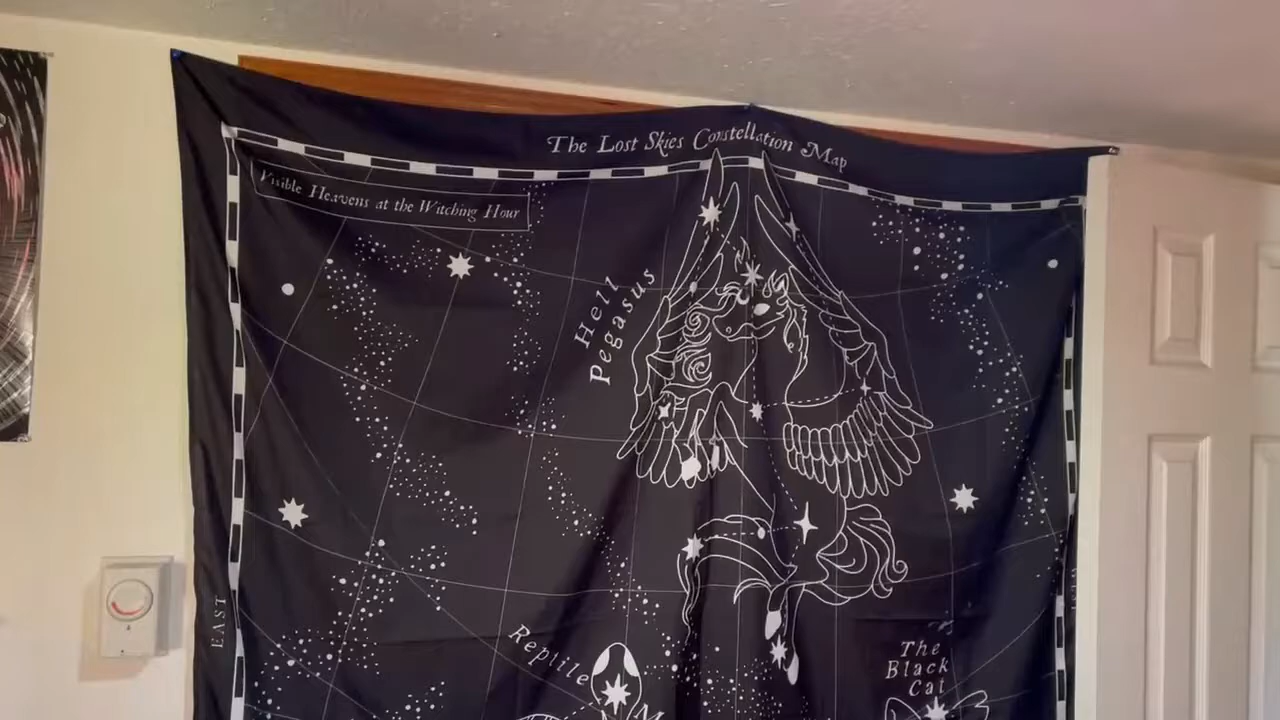 The Lost Skies Constellation Map
Visible Heavens at the Witching Hour
Hell
Pegasus
EAST
Reptile
The
Black
Cat